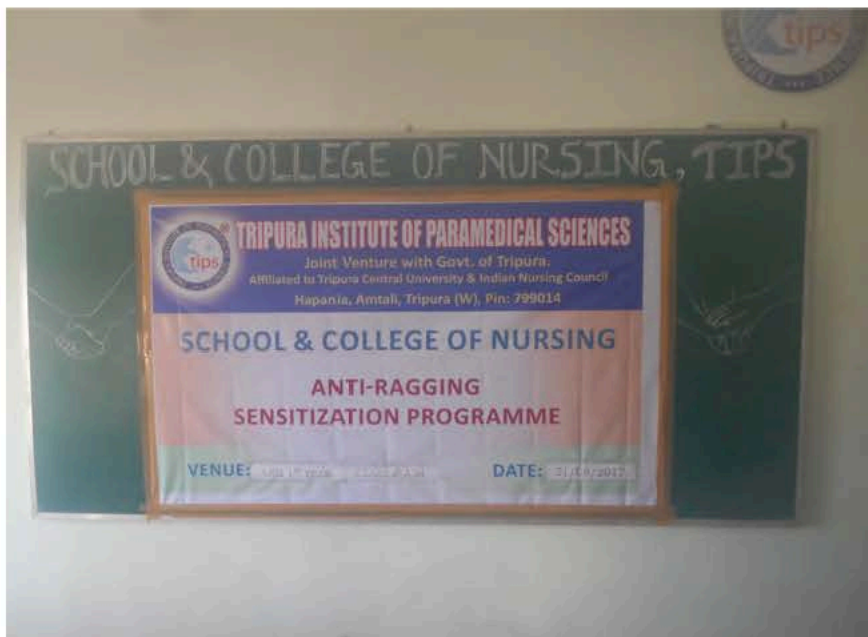 tips
SCHOOL & COLLEGE OF NURSING, TIPS
tips
TRIPURA INSTITUTE OF PARAMEDICAL SCIENCES
Joint Venture with Govt. of Tripura.
Affiliated to Tripura Central University & Indian Nursing Council
Hapania, Amtali, Tripura (W), Pin: 799014
SCHOOL & COLLEGE OF NURSING
ANTI-RAGGING
SENSITIZATION PROGRAMME
VENUE:
DATE: